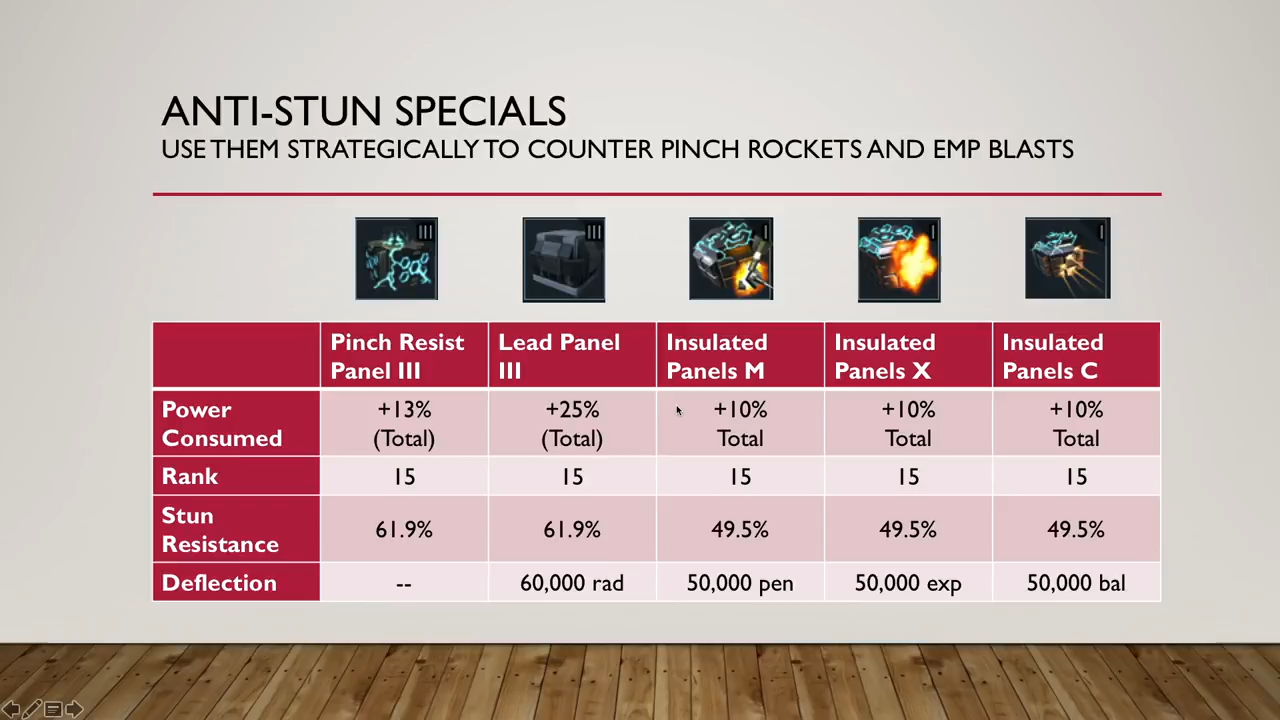 ANTI-STUN SPECIALS
USE THEM STRATEGICALLY TO COUNTER PINCH ROCKETS AND EMP BLASTS
III III I I I
Pinch Resist Panel III Lead Panel III Insulated Panels M Insulated Panels X Insulated Panels C
Power Consumed +13% (Total) +25% (Total) +10% Total +10% Total +10% Total
Rank 15 15 15 15 15
Stun Resistance 61.9% 61.9% 49.5% 49.5% 49.5%
Deflection -- 60,000 rad 50,000 pen 50,000 exp 50,000 bal